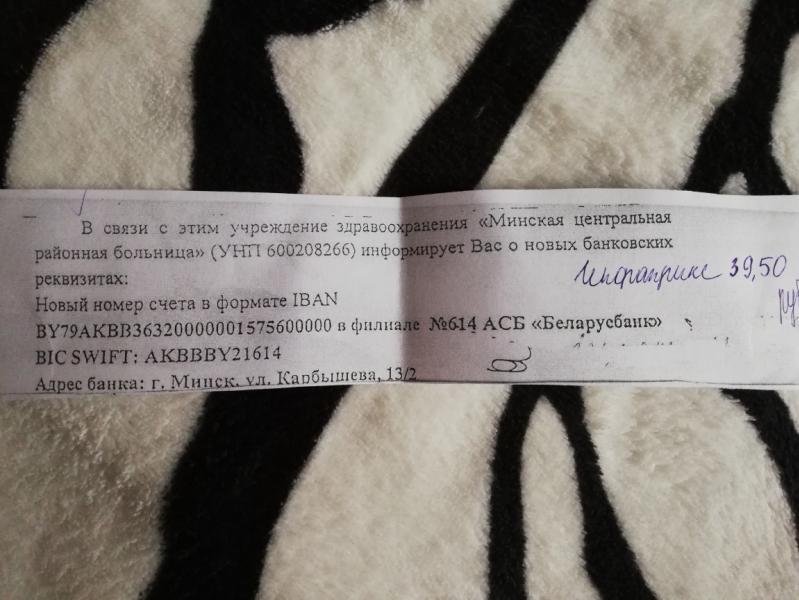 В связи с этим учреждение здравоохранения «Минская центральная
районная больница» (УНП 600208266) информирует Вас о новых банковских
реквизитах:
39,50
руб
Новый номер счета в формате IBAN
BY79AKBB36320000001575600000 в филиале №614 АСБ «Беларусбанк»
BIC SWIFT: AKBBBY21614
Адрес банка: г. Минск, ул. Карбышева, 13/2